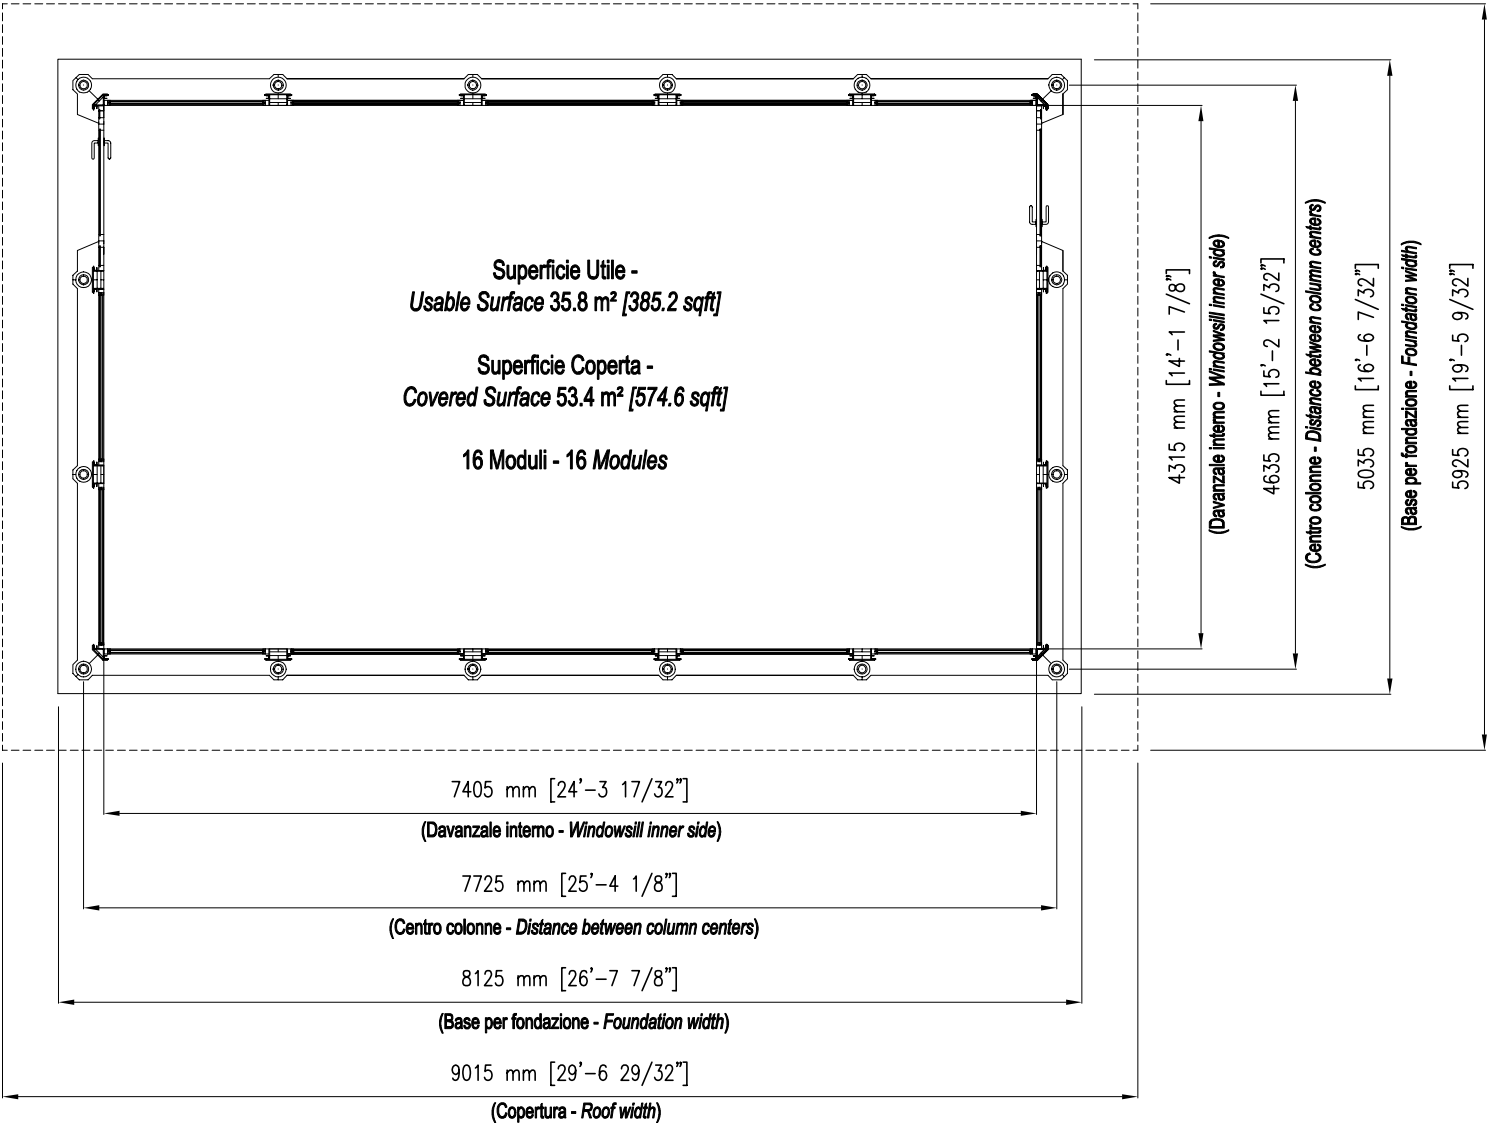 Superficie Utile -
Usable Surface 35.8 m² [385.2 sqft]
Superficie Coperta -
Covered Surface 53.4 m² [574.6 sqft]
16 Moduli - 16 Modules
4315 mm [14'-1 7/8"]
(Davanzale interno - Windowsill inner side)
4635 mm [15'-2 15/32"]
(Centro colonne - Distance between column centers)
5035 mm [16'-6 7/32"]
(Base per fondazione - Foundation width)
5925 mm [19'-5 9/32"]
7405 mm [24'-3 17/32"]
(Davanzale interno - Windowsill inner side)
7725 mm [25'-4 1/8"]
(Centro colonne - Distance between column centers)
8125 mm [26'-7 7/8"]
(Base per fondazione - Foundation width)
9015 mm [29'-6 29/32"]
(Copertura - Roof width)